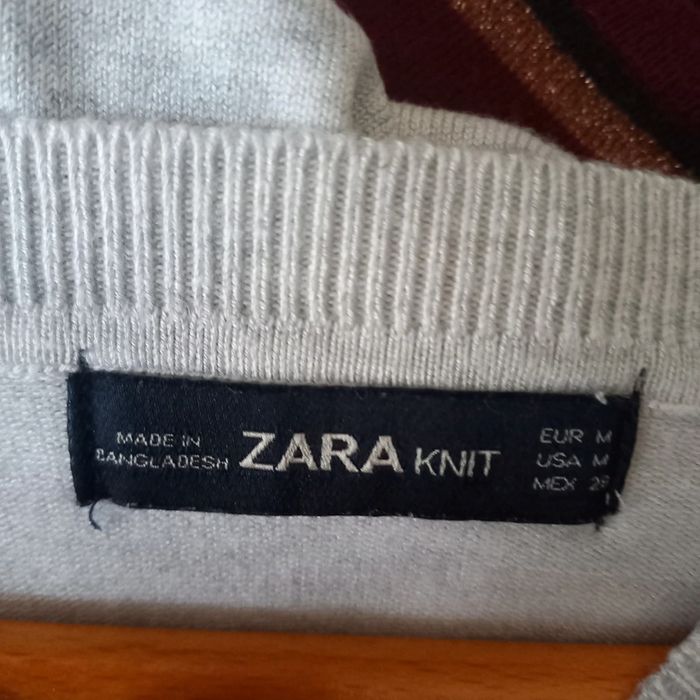 MADE IN
BANGLADESH
ZARA KNIT
EUR M
USA M
MEX 28